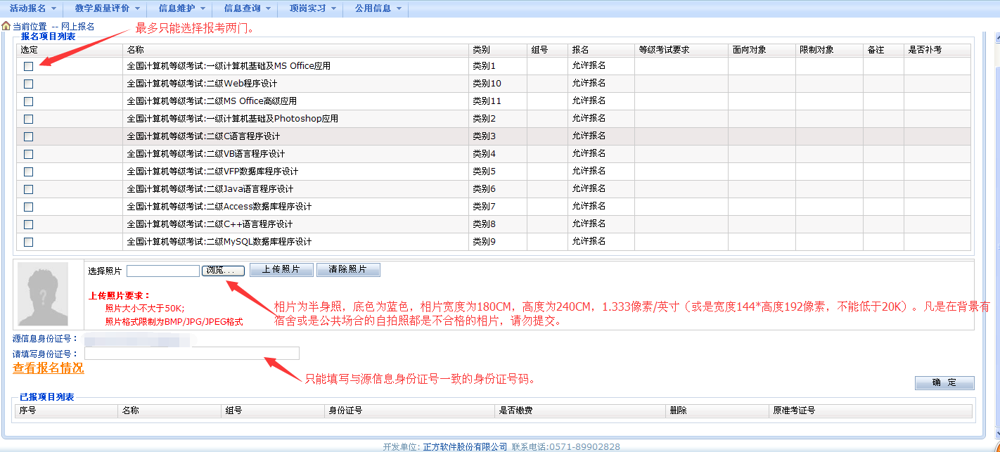 活动报名 教学质量评价 信息维护 信息查询 顶岗实习 公用信息
当前位置 -- 网上报名
最多只能选择报考两门。
报名项目列表
选定 名称 类别 组号 报名 等级考试要求 面向对象 限制对象 备注 是否补考
全国计算机等级考试:一级计算机基础及MS Office应用 类别1 允许报名
全国计算机等级考试:二级Web程序设计 类别10 允许报名
全国计算机等级考试:二级MS Office高级应用 类别11 允许报名
全国计算机等级考试:一级计算机基础及Photoshop应用 类别2 允许报名
全国计算机等级考试:二级C语言程序设计 类别3 允许报名
全国计算机等级考试:二级VB语言程序设计 类别4 允许报名
全国计算机等级考试:二级VFP数据库程序设计 类别5 允许报名
全国计算机等级考试:二级Java语言程序设计 类别6 允许报名
全国计算机等级考试:二级Access数据库程序设计 类别7 允许报名
全国计算机等级考试:二级C++语言程序设计 类别8 允许报名
全国计算机等级考试:二级MySQL数据库程序设计 类别9 允许报名
选择照片 浏览... 上传照片 清除照片
上传照片要求：
照片大小不大于50K;
照片格式限制为BMP/JPG/JPEG格式
相片为半身照，底色为蓝色，相片宽度为180CM，高度为240CM，1.333像素/英寸（或是宽度144*高度192像素，不能低于20K）。凡是在背景有
宿舍或是公共场合的自拍照都是不合格的相片，请勿提交。
源信息身份证号：
请填写身份证号：
查看报名情况
只能填写与源信息身份证号一致的身份证号码。
确 定
已报项目列表
序号 名称 组号 身份证号 是否缴费 删除 原准考证号
开发单位: 正方软件股份有限公司 联系电话:0571-89902828